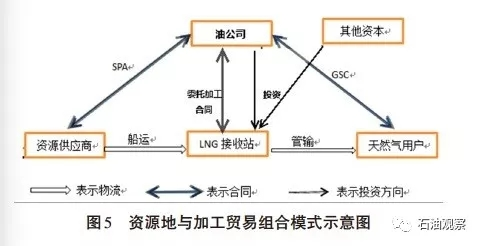 油公司
其他资本
SPA
委托加工
合同
投资
GSC
资源供应商
船运
LNG 接收站
管输
天然气用户
表示物流
表示合同
表示投资方向
图5 资源地与加工贸易组合模式示意图
石油观察